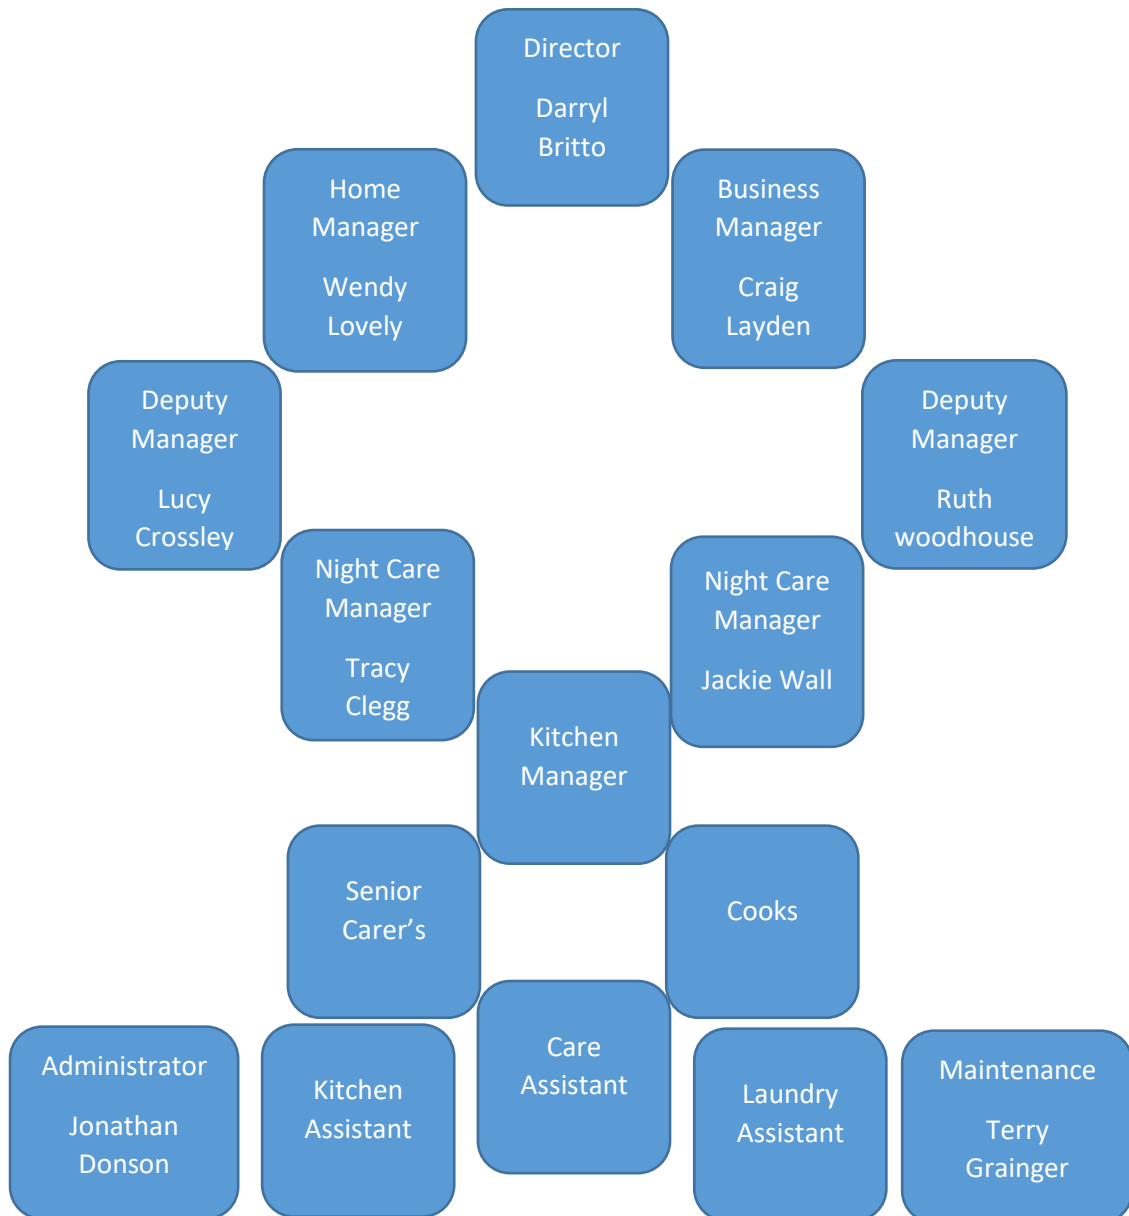 Director
Darryl
Britto
Home
Manager
Wendy
Lovely
Business
Manager
Craig
Layden
Deputy
Manager
Lucy
Crossley
Deputy
Manager
Ruth
woodhouse
Night Care
Manager
Tracy
Clegg
Night Care
Manager
Jackie Wall
Kitchen
Manager
Senior
Carer’s
Cooks
Administrator
Jonathan
Donson
Kitchen
Assistant
Care
Assistant
Laundry
Assistant
Maintenance
Terry
Grainger